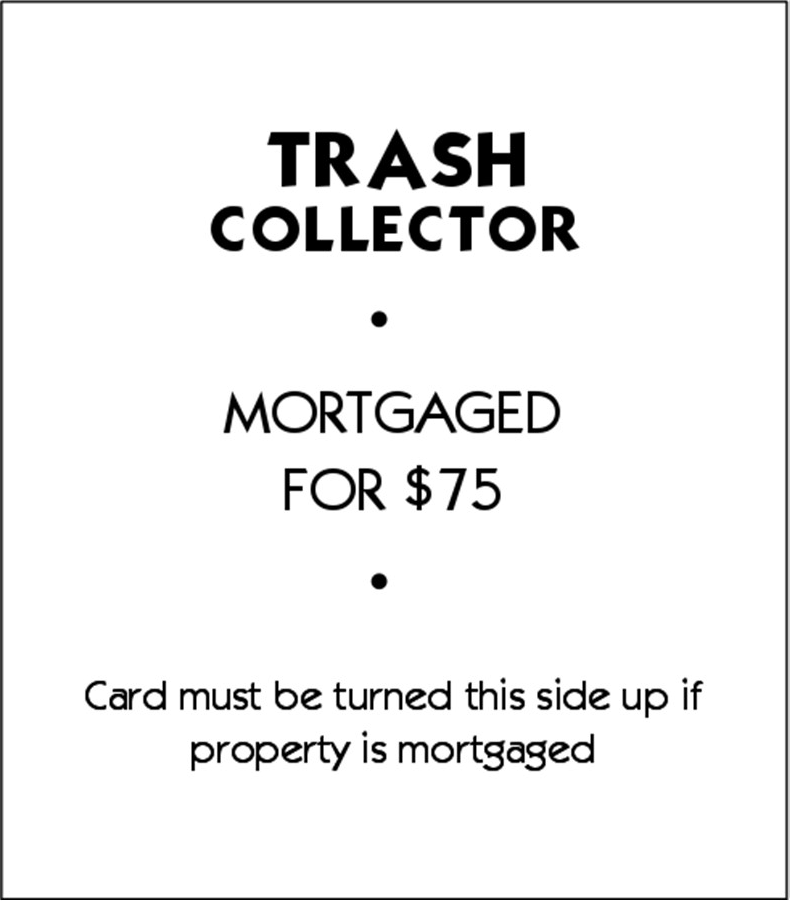 TRASH
COLLECTOR
•
MORTGAGED
FOR $75
•
Card must be turned this side up if
property is mortgaged